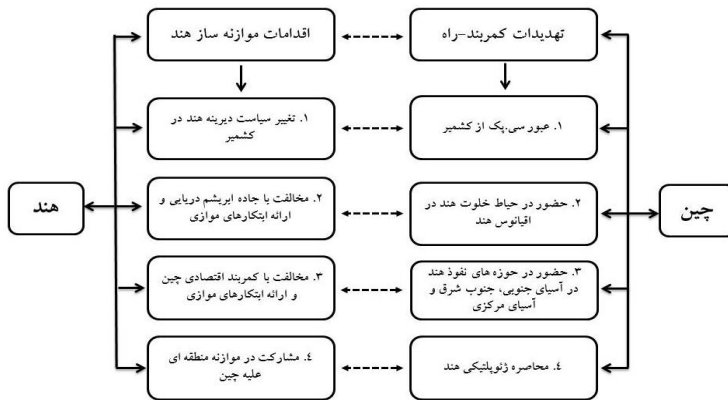 تهدیدات کمربند-راه
اقدامات موازنه ساز هند
۱. عبور سی.پک از کشمیر
۱. تغییر سیاست دیرینه هند در
کشمیر
چین
۲. حضور در حیاط خلوت هند در
اقیانوس هند
۲. مخالفت با جاده ابریشم دریایی و
ارائه ابتکارهای موازی
هند
۳. حضور در حوزه های نفوذ هند
در آسیای جنوبی، جنوب شرق و
آسیای مرکزی
۳. مخالفت با کمربند اقتصادی چین
و ارائه ابتکارهای موازی
٤. محاصره ژئوپلتیکی هند
٤. مشارکت در موازنه منطقه ای
علیه چین